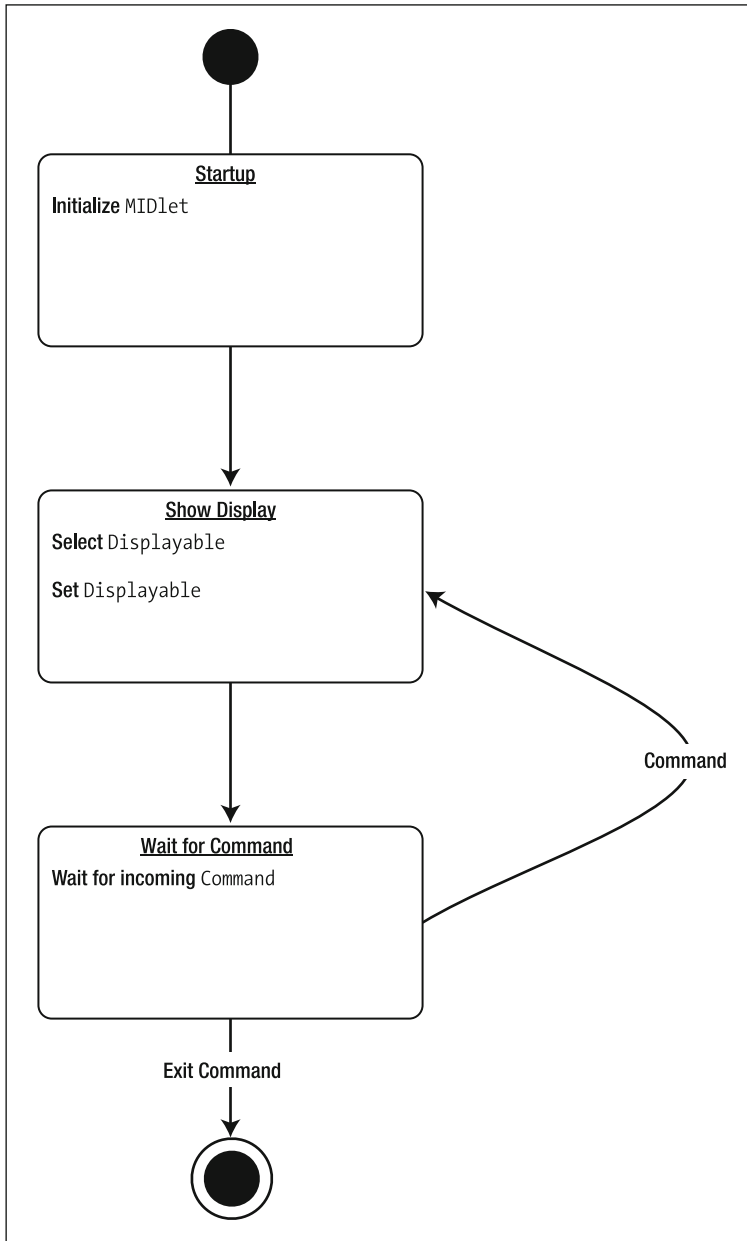 Startup
Initialize MIDlet
Show Display
Select Displayable
Set Displayable
Command
Wait for Command
Wait for incoming Command
Exit Command